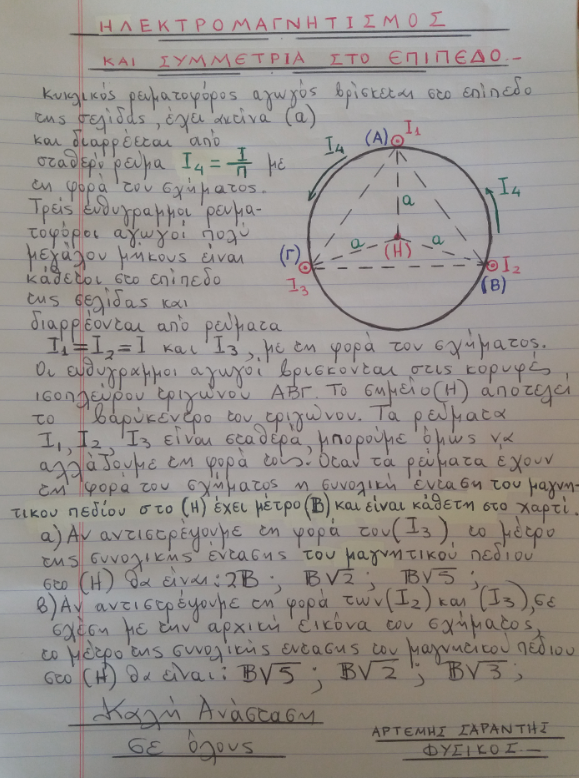 ΗΛΕΚΤΡΟΜΑΓΝΗΤΙΣΜΟΣ
ΚΑΙ ΣΥΜΜΕΤΡΙΑ ΣΤΟ ΕΠΙΠΕΔΟ.-
Κυκλικός ρευματοφόρος αγωγός βρίσκεται στο επίπεδο
της σελίδας, έχει ακτίνα (α)
και διαρρέεται από
σταθερό ρεύμα I4 = I/π με
τη φορά του σχήματος.
Τρείς ευθύγραμμοι ρευμα-
τοφόροι αγωγοί πολύ
μεγάλου μήκους είναι
κάθετοι στο επίπεδο
της σελίδας και
διαρρέονται από ρεύματα
I1=I2=I και I3, με τη φορά του σχήματος.
(Α) I1
I4
I4
α
α
α
(Η)
(Γ)
I3
I2
(Β)
Οι ευθύγραμμοι αγωγοί βρίσκονται στις κορυφές
ισοπλεύρου τριγώνου ΑΒΓ. Το σημείο (Η) αποτελεί
το βαρύκεντρο του τριγώνου. Τα ρεύματα
I1, I2, I3 είναι σταθερά, μπορούμε όμως να
αλλάζουμε τη φορά τους. Όταν τα ρεύματα έχουν
τη φορά του σχήματος η συνολική ένταση του μαγνη-
τικου πεδίου στο (Η) έχει μέτρο (Β) και είναι κάθετη στο χαρτί.
α) Αν αντιστρέψουμε τη φορά του (I3) το μέτρο
της συνολικής έντασης του μαγνητικού πεδίου
στο (Η) θα είναι: 2Β ; Β√2 ; Β√5 ;
β) Αν αντιστρέψουμε τη φορά των (I2) και (I3), σε
σχέση με την αρχική εικόνα του σχήματος,
το μέτρο της συνολικής έντασης του μαγνητικού πεδίου
στο (Η) θα είναι: Β√5 ; Β√2 ; Β√3 ;
Καλή Ανάσταση
σε όλους
ΑΡΤΕΜΗΣ ΣΑΡΑΝΤΗΣ
ΦΥΣΙΚΟΣ.-